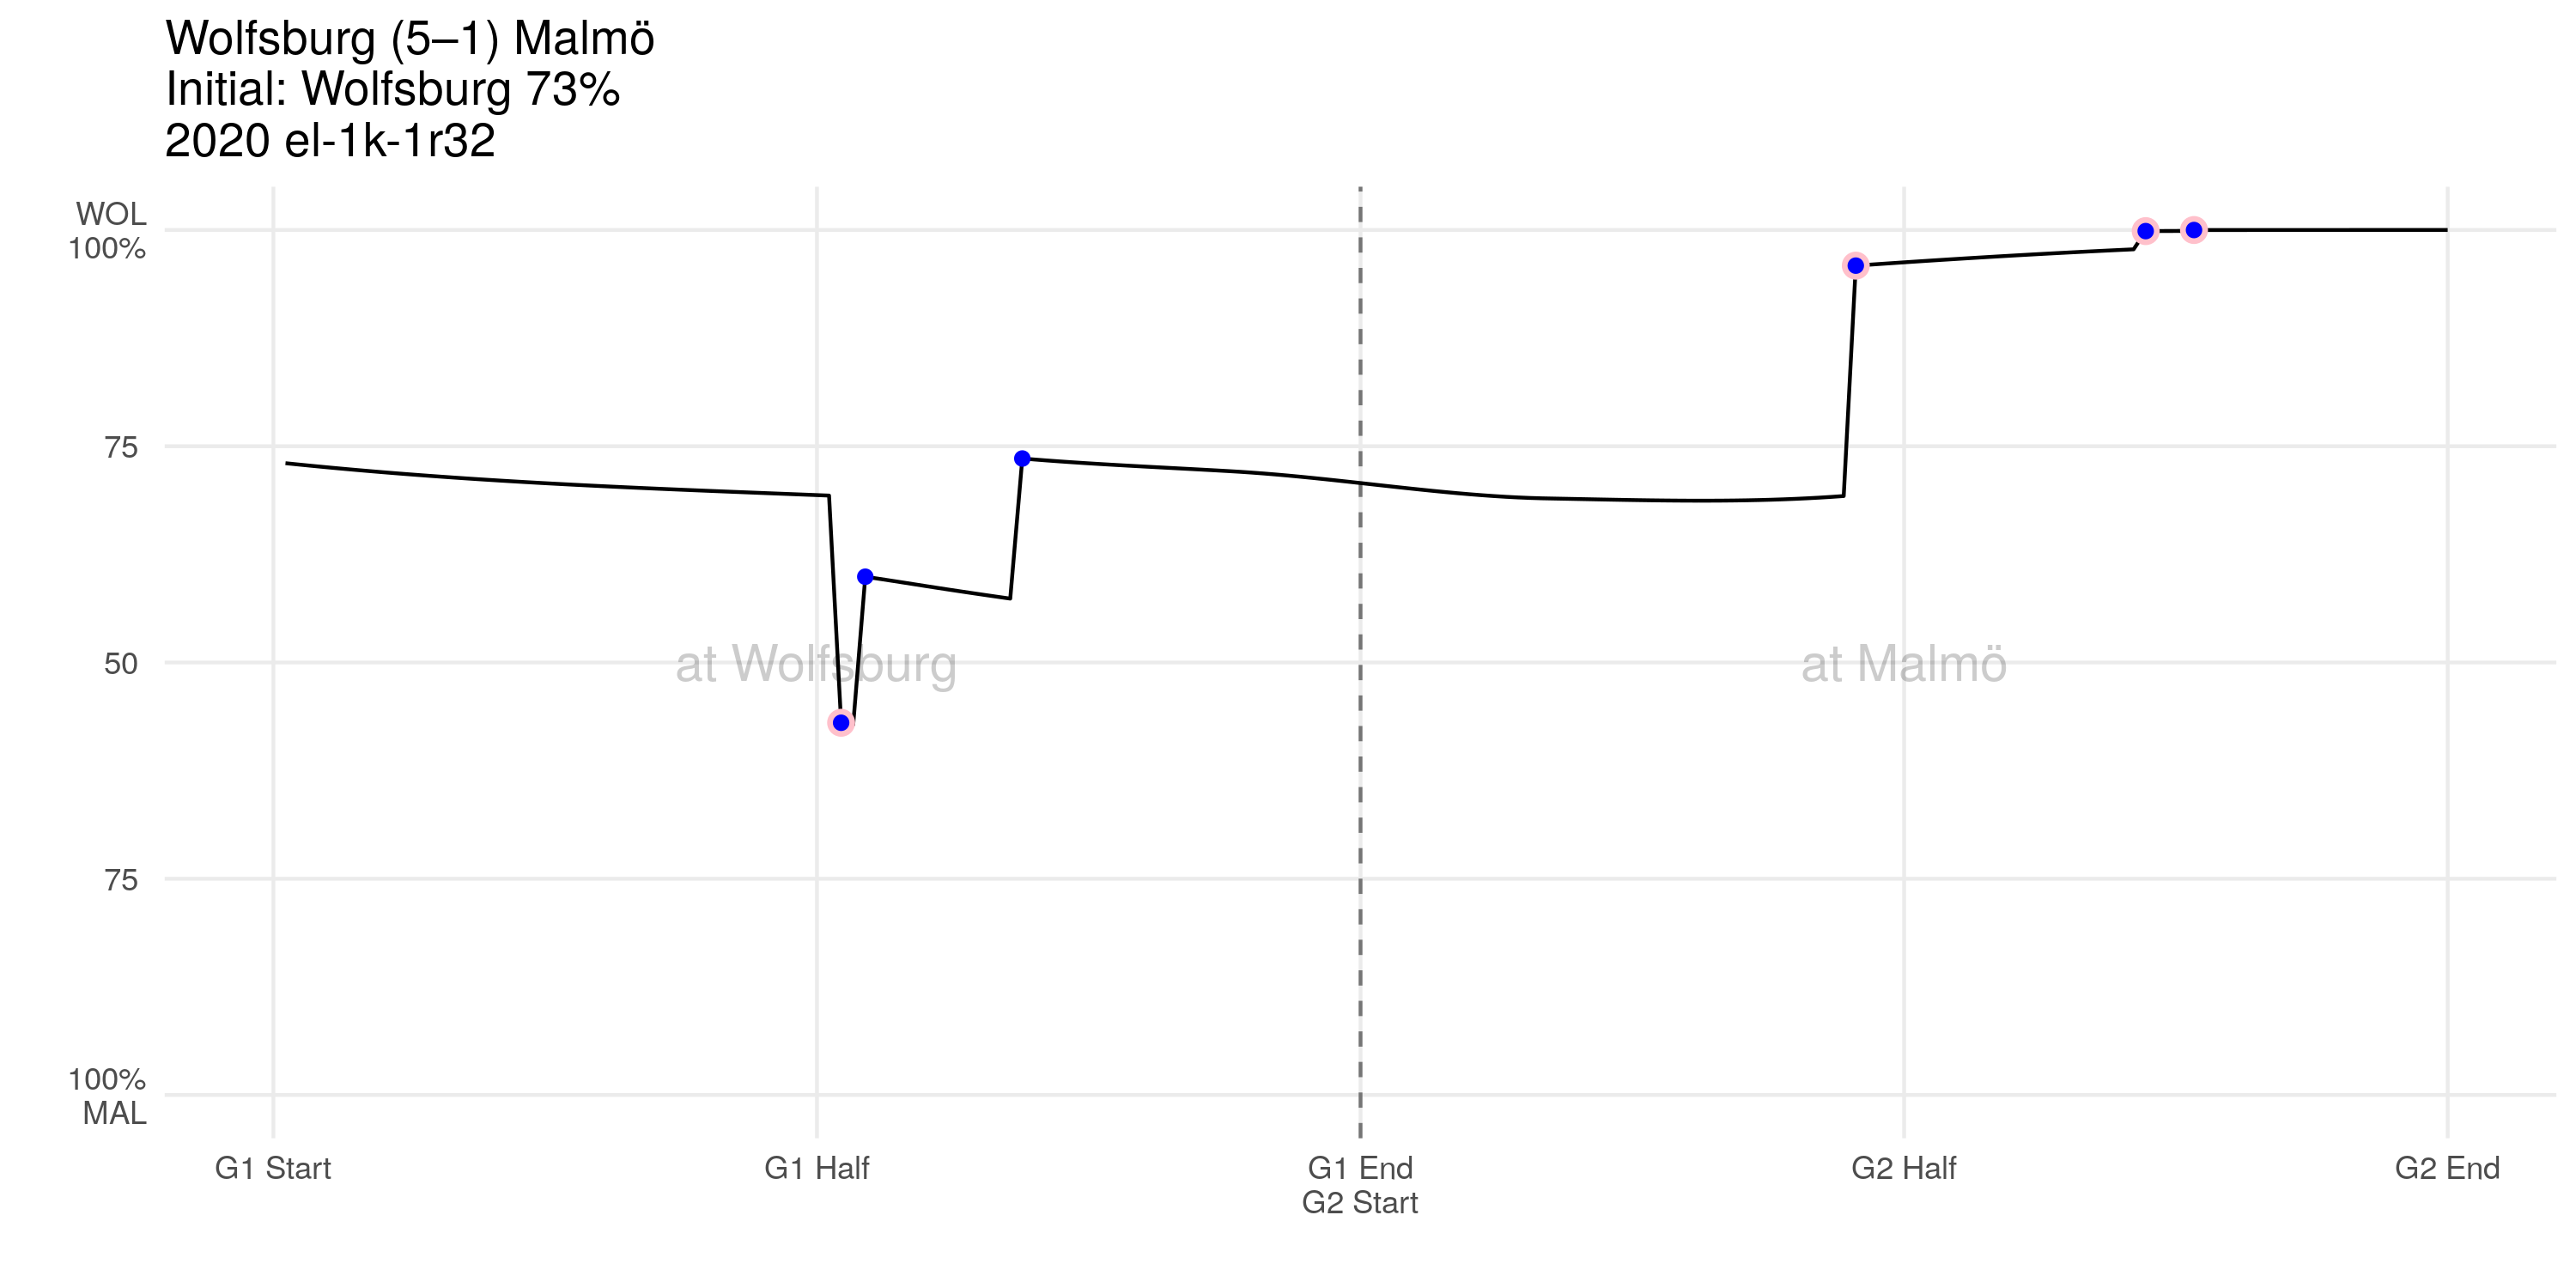 Wolfsburg (5–1) Malmö
Initial: Wolfsburg 73%
2020 el-1k-1r32
WOL
100%
75
50
75
100%
MAL
at Wolfsburg
at Malmö
G1 Start
G1 Half
G1 End
G2 Start
G2 Half
G2 End